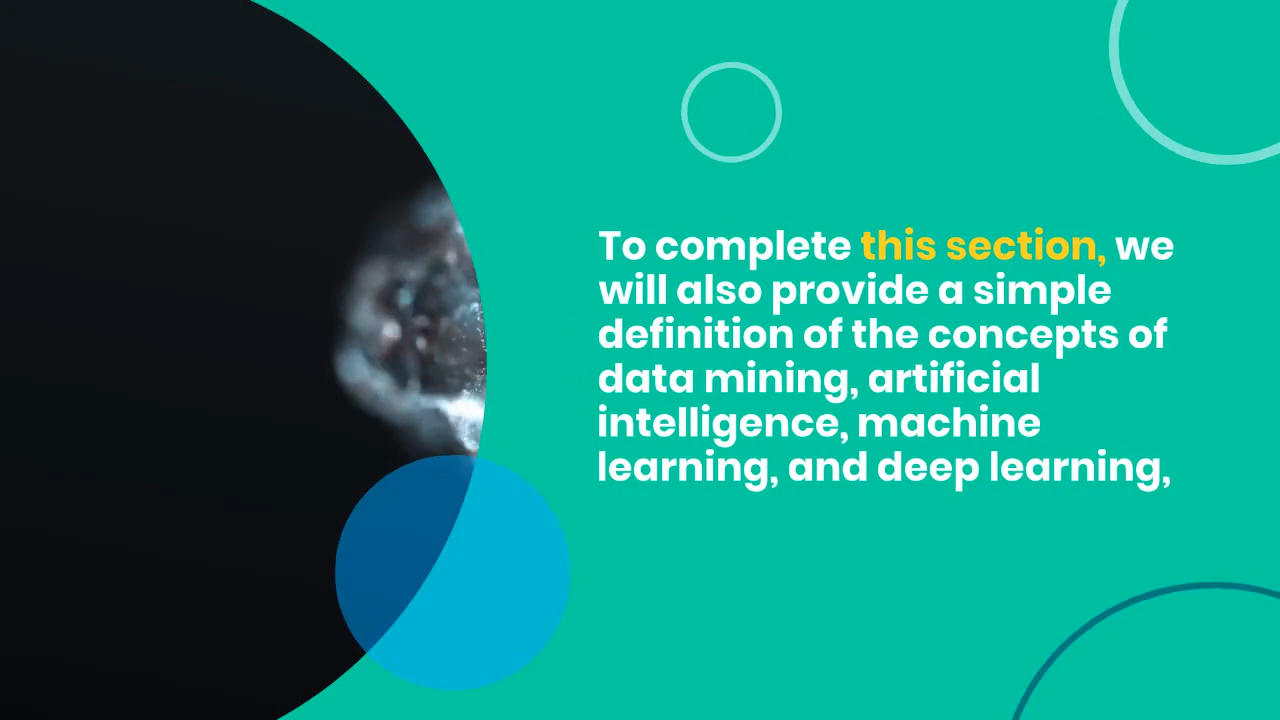 To complete this section, we
will also provide a simple
definition of the concepts of
data mining, artificial
intelligence, machine
learning, and deep learning,